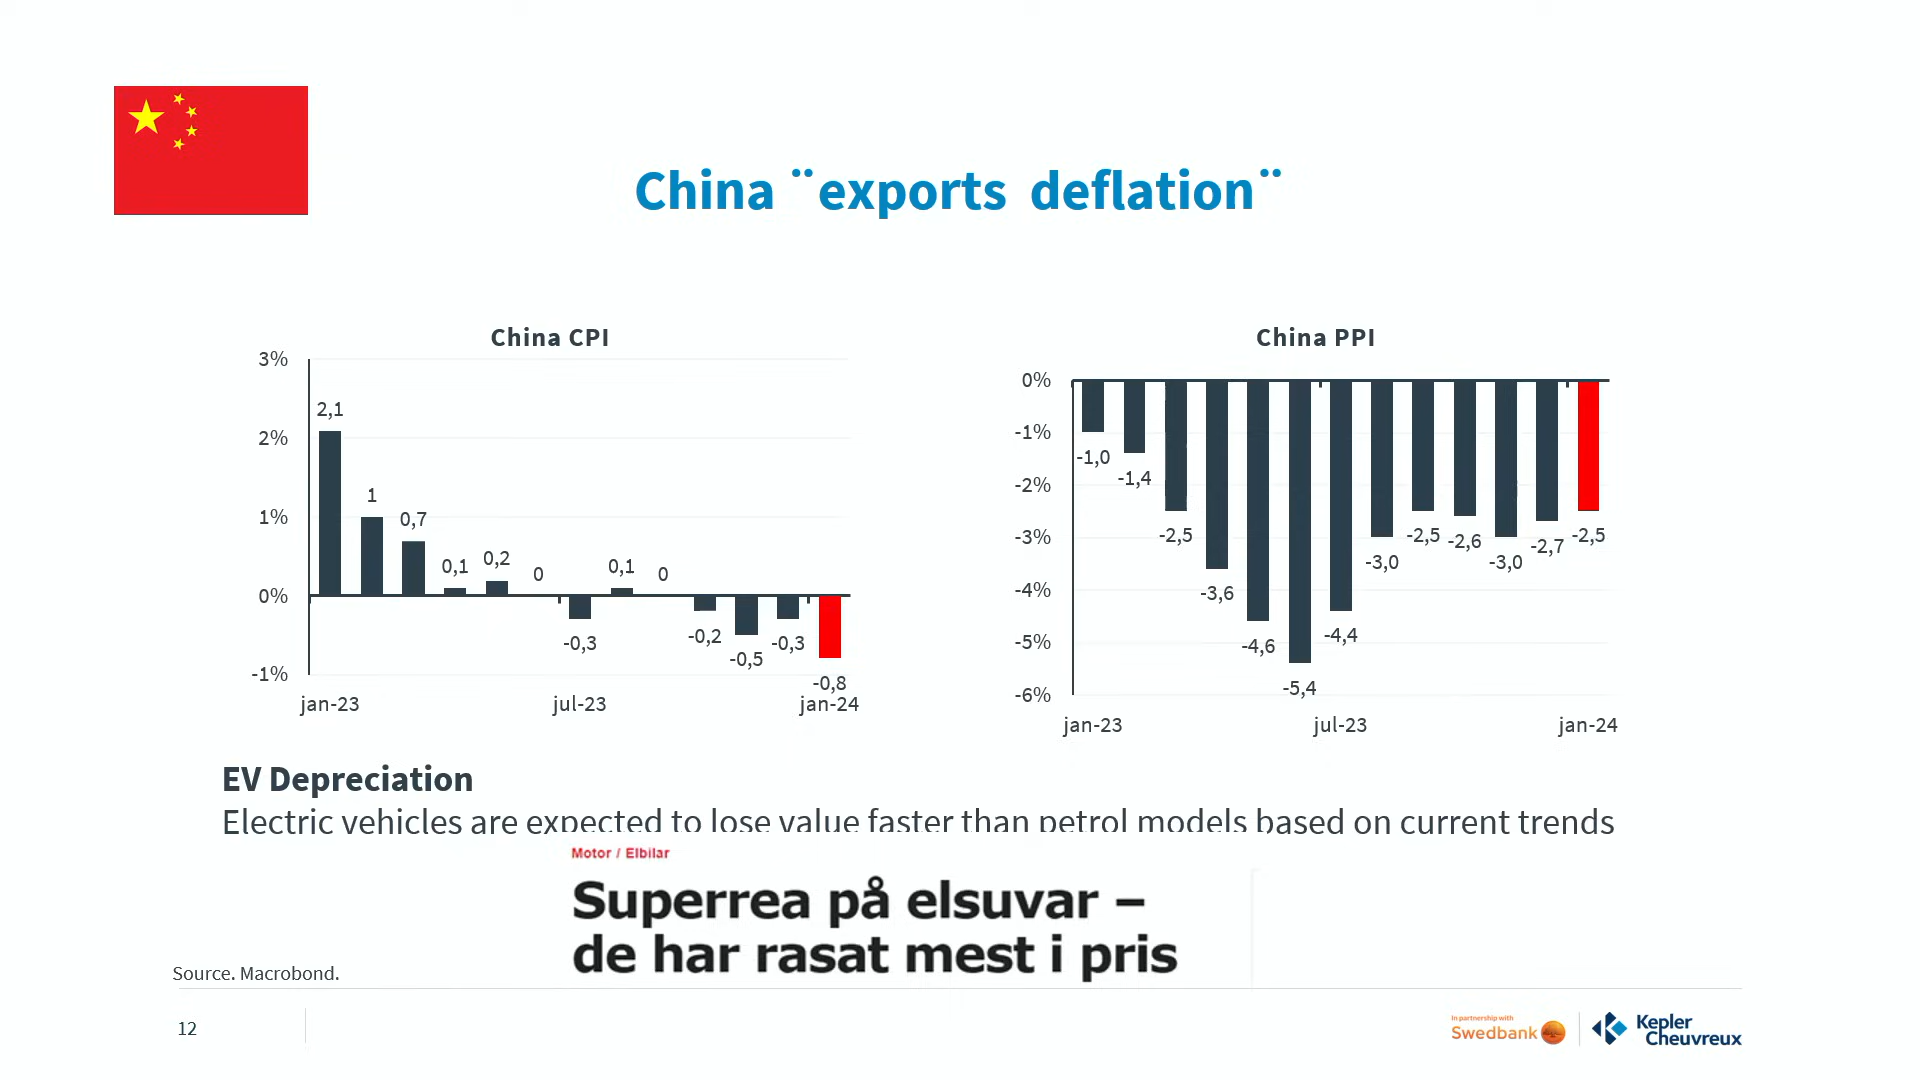 China ¨exports deflation¨
China CPI
3%
2%
1%
0%
-1%
2,1
1
0,7
0,1
0,2
0
-0,3
0,1
0
-0,2
-0,5
-0,3
-0,8
jan-23
jul-23
jan-24
China PPI
0%
-1%
-2%
-3%
-4%
-5%
-6%
-1,0
-1,4
-2,5
-3,6
-4,6
-5,4
-4,4
-3,0
-2,5
-2,6
-3,0
-2,7
-2,5
jan-23
jul-23
jan-24
EV Depreciation
Electric vehicles are expected to lose value faster than petrol models based on current trends
Motor / Elbilar
Superrea på elsuvar –
de har rasat mest i pris
Source. Macrobond.
12
In partnership with
Swedbank
Kepler
Cheuvreux